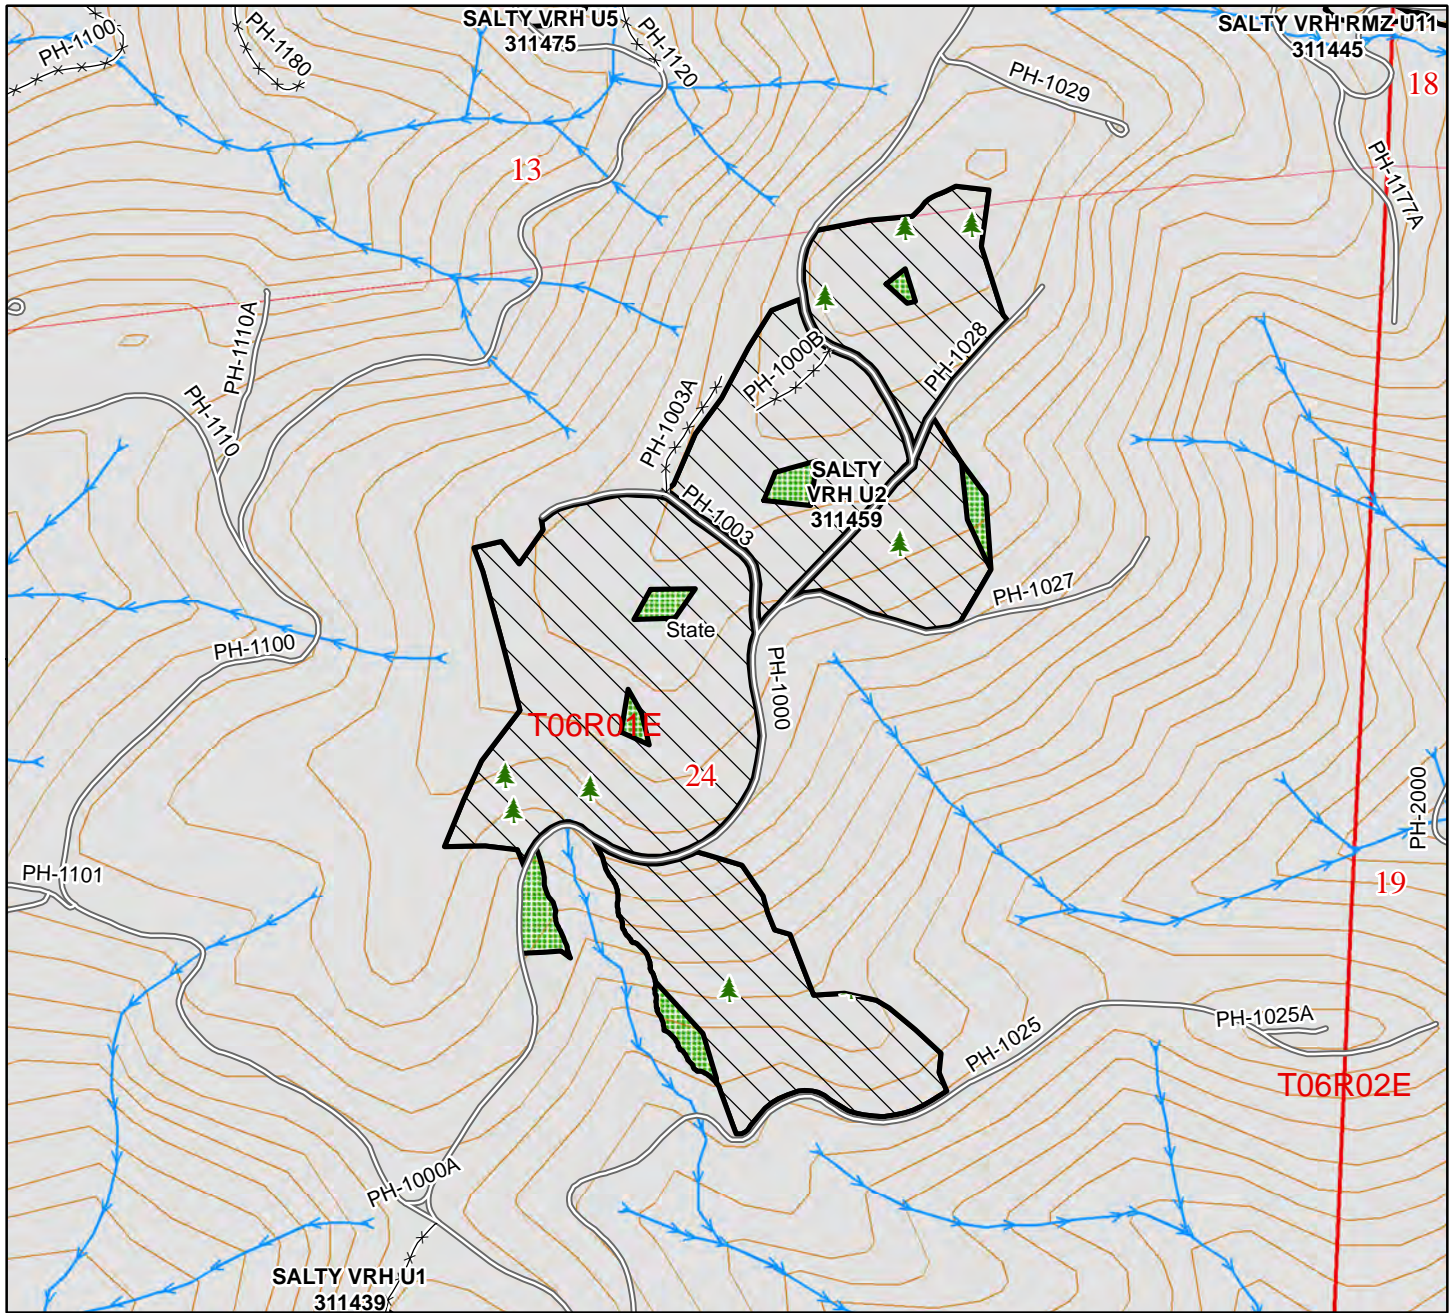 SALTY VRH U5
311475
SALTY VRH RMZ U11
311445
PH-1100
PH-1180
PH-1120
PH-1029
18
13
PH-1177A
PH-1110A
PH-1110
PH-1003A
PH-1000B
PH-1028
SALTY
VRH U2
311459
PH-1003
PH-1027
State
PH-1100
PH-1000
T06R01E
24
PH-2000
PH-1101
19
PH-1025
PH-1025A
T06R02E
PH-1000A
SALTY VRH U1
311439